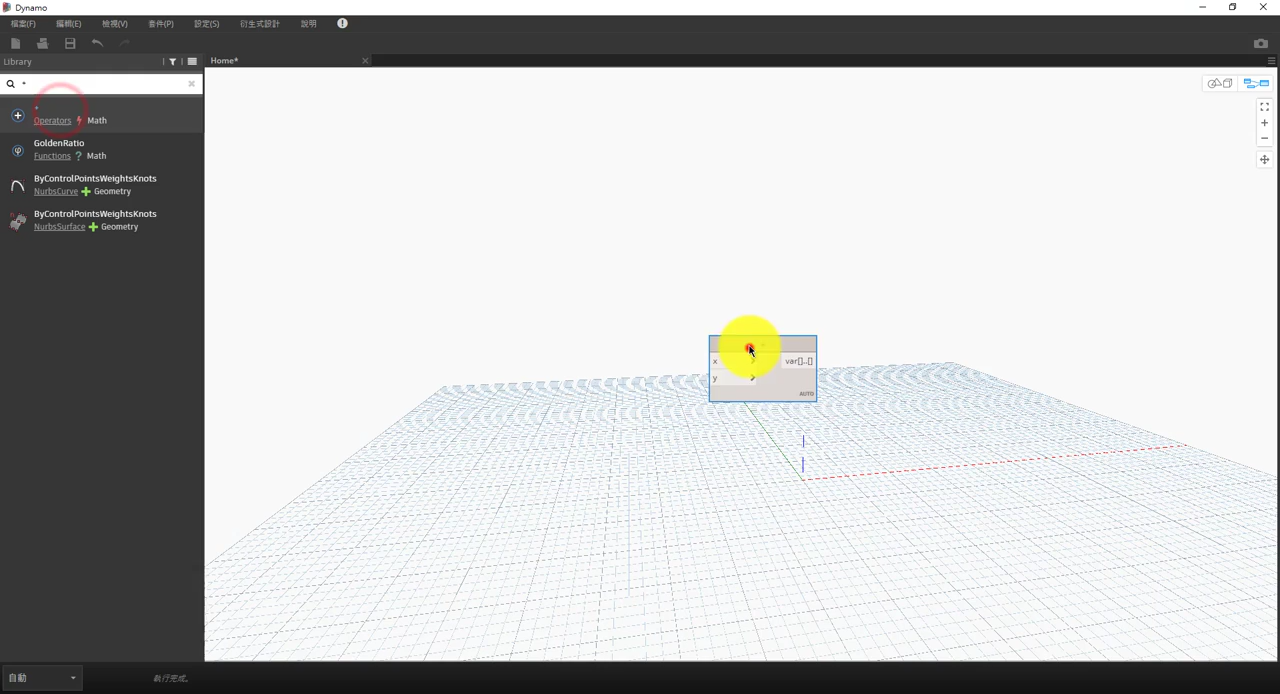 Dynamo
檔案(F) 編輯(E) 檢視(V) 套件(P) 設定(S) 衍生式設計 說明
Library
Home*
*
*
Operators Math
GoldenRatio
Functions ? Math
ByControlPointsWeightsKnots
NurbsCurve Geometry
ByControlPointsWeightsKnots
NurbsSurface Geometry
*
x > var[]..[]
y >
AUTO
自動
執行完成。